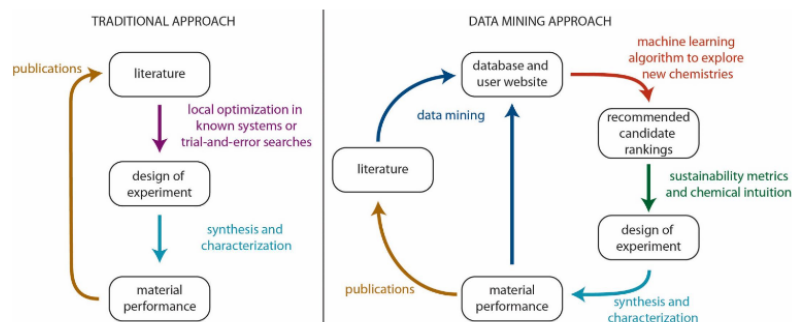 TRADITIONAL APPROACH
publications
literature
local optimization in
known systems or
trial-and-error searches
design of
experiment
synthesis and
characterization
material
performance
DATA MINING APPROACH
database and
user website
machine learning
algorithm to explore
new chemistries
data mining
recommended
candidate
rankings
literature
sustainability metrics
and chemical intuition
design of
experiment
publications
material
performance
synthesis and
characterization